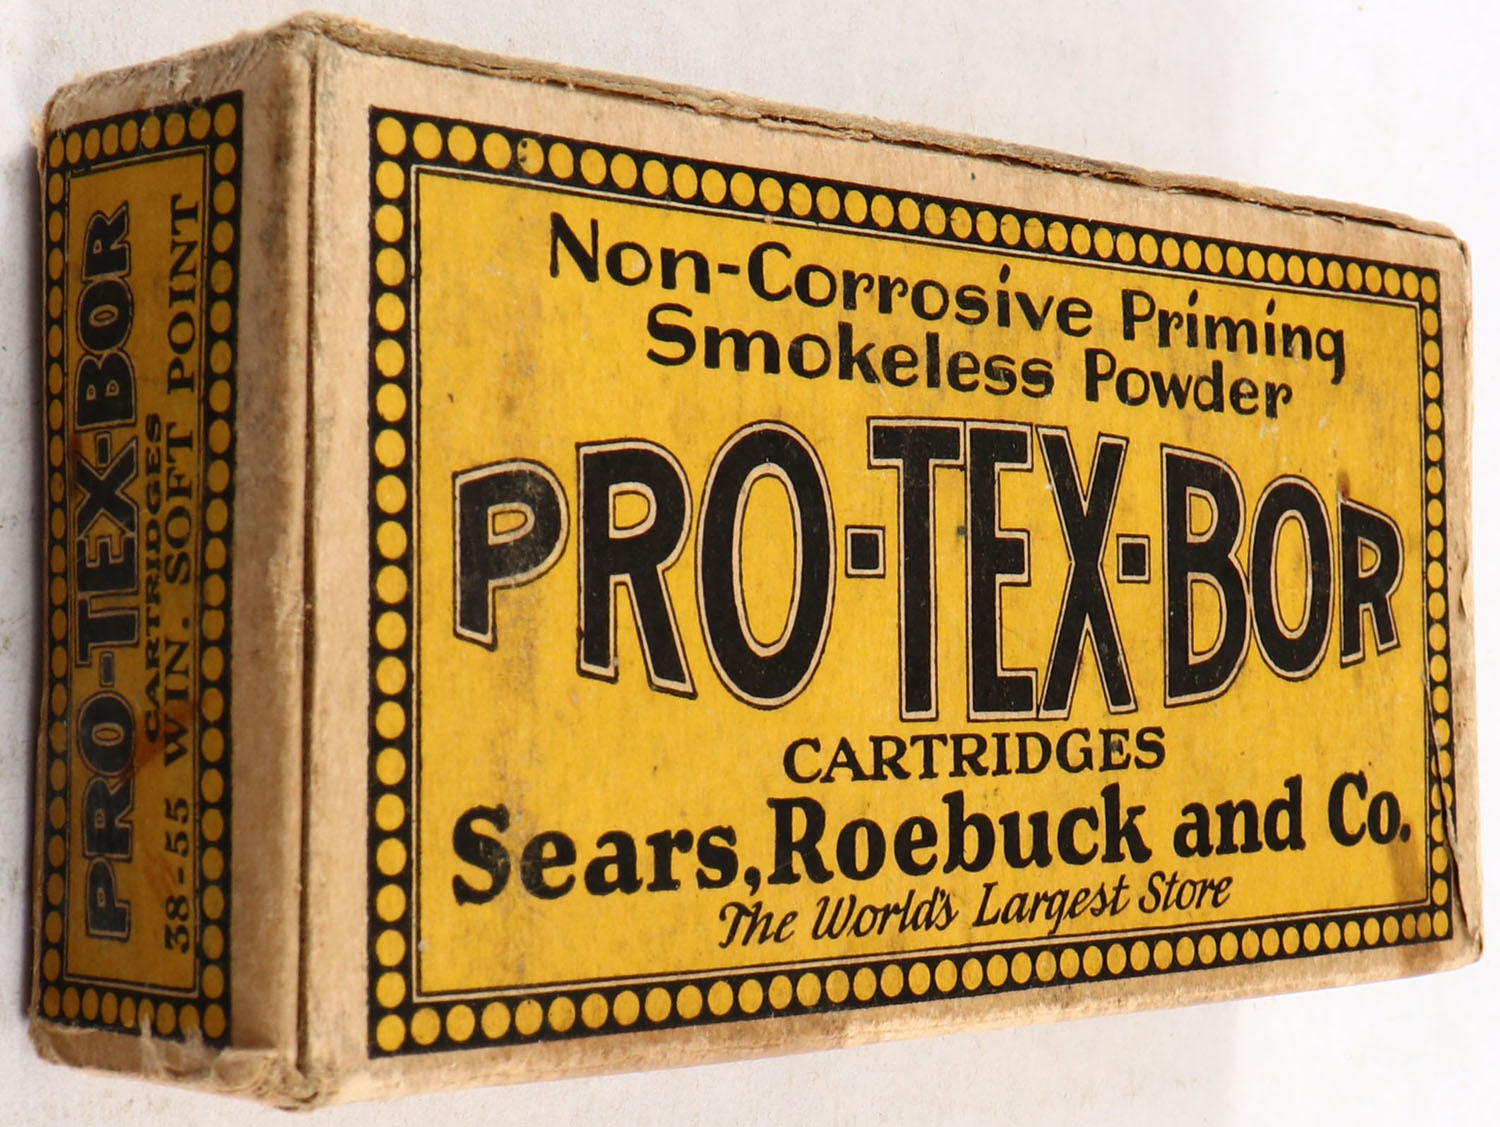 Non-Corrosive Priming
Smokeless Powder
PRO-TEX-BOR
CARTRIDGES
Sears, Roebuck and Co.
The World's Largest Store
PRO-TEX-BOR
CARTRIDGES
38-55 WIN. SOFT POINT